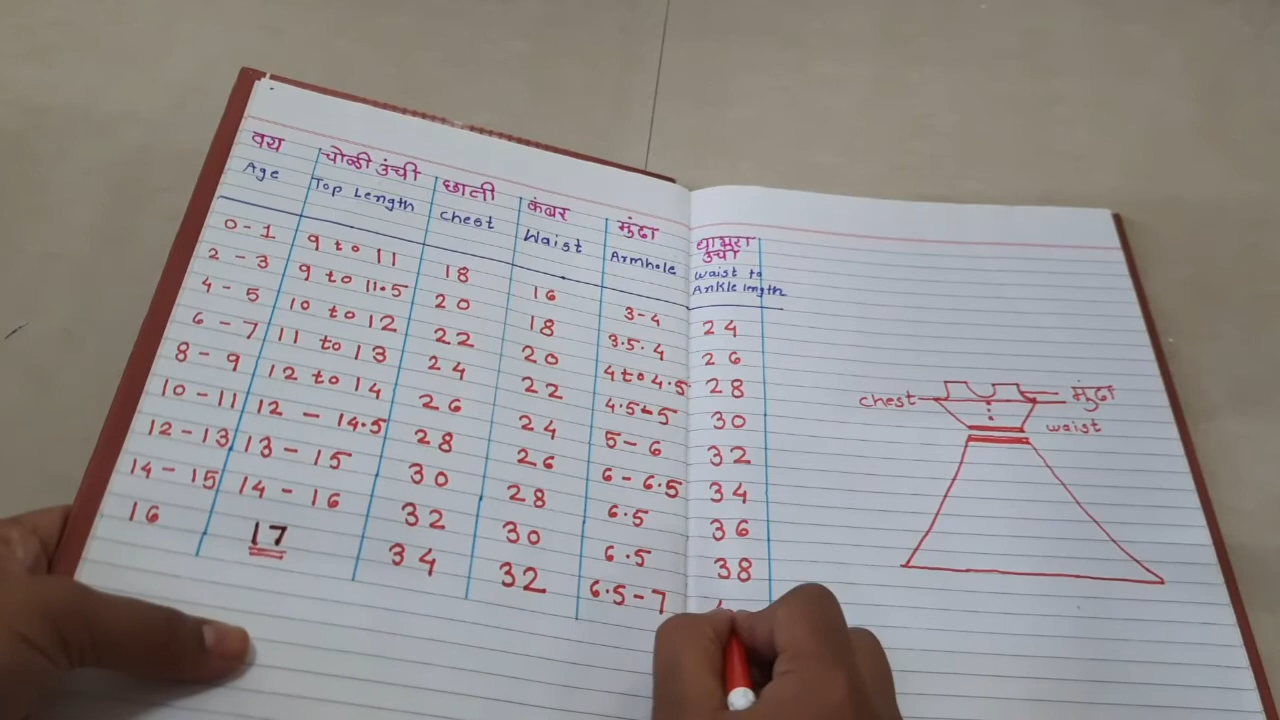 वय चोळी उंची छाती कंबर मुंढा घागरा उंची
Age Top Length Chest Waist Armhole Waist to Ankle length
0-1 9 to 11 18 16 3-4 24
2-3 9 to 11.5 20 18 3.5.4 26
4-5 10 to 12 22 20 4 to 4.5 28
6-7 11 to 13 24 22 4.5-5 30
8-9 12 to 14 26 24 5-6 32
10-11 12-14.5 28 26 6-6.5 34
12-13 13-15 30 28 6.5 36
14-15 14-16 32 30 6.5 38
16 17 34 32 6.5-7
chest मुंढा
waist